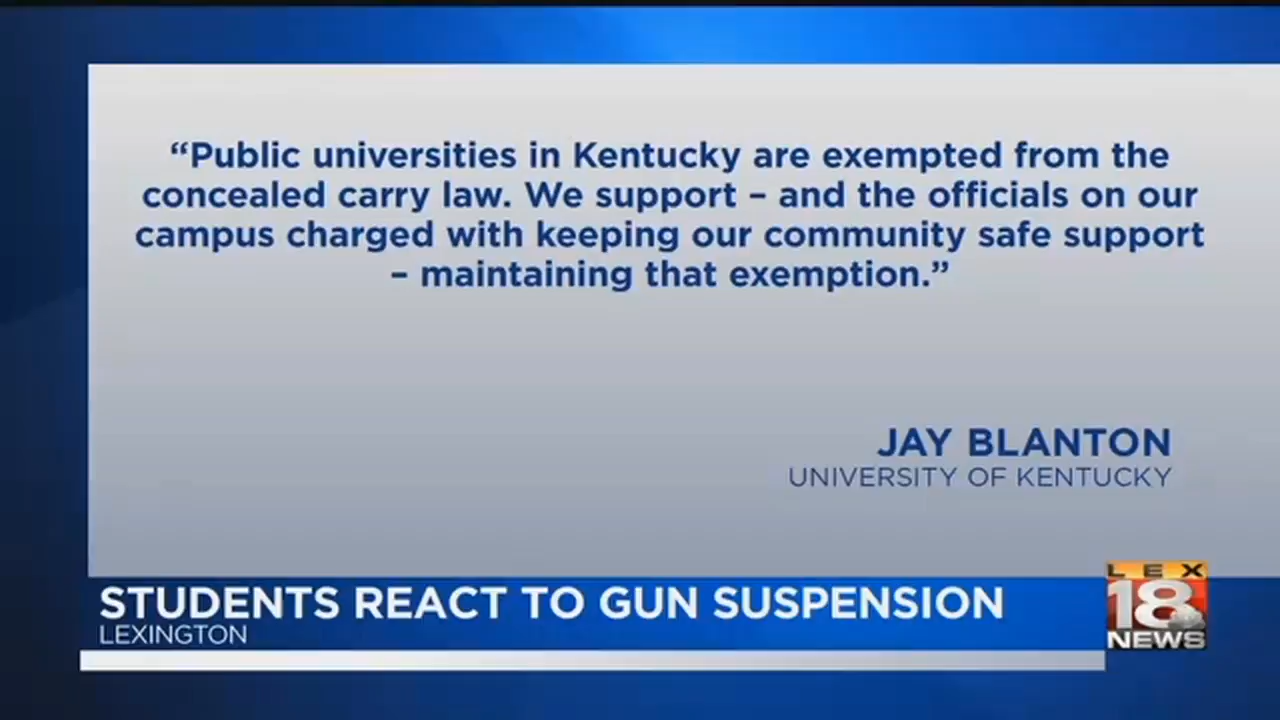 “Public universities in Kentucky are exempted from the
concealed carry law. We support – and the officials on our
campus charged with keeping our community safe support
– maintaining that exemption.”
JAY BLANTON
UNIVERSITY OF KENTUCKY
STUDENTS REACT TO GUN SUSPENSION
LEXINGTON
LEX
18
NEWS